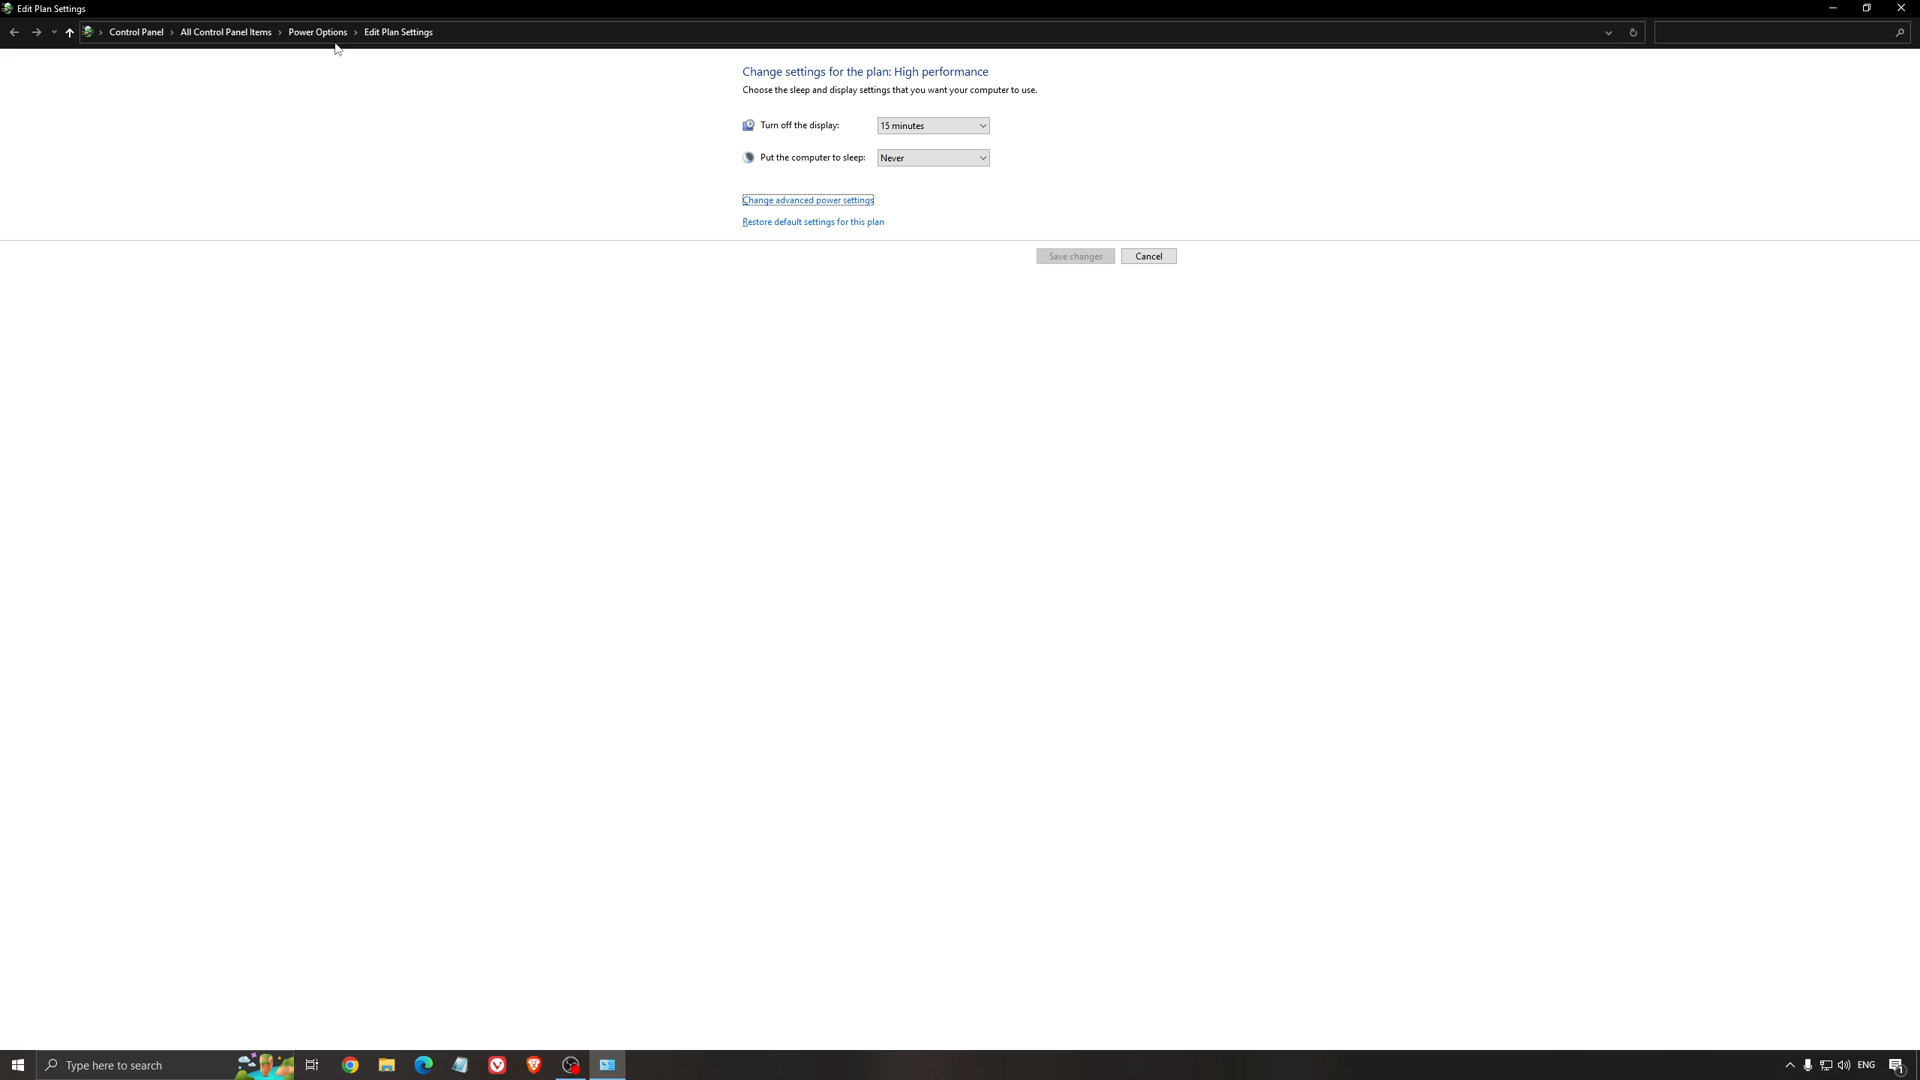 Edit Plan Settings
Control Panel > All Control Panel Items > Power Options > Edit Plan Settings
Change settings for the plan: High performance
Choose the sleep and display settings that you want your computer to use.
Turn off the display: 15 minutes
Put the computer to sleep: Never
Change advanced power settings
Restore default settings for this plan
Save changes Cancel
Type here to search
ENG
1